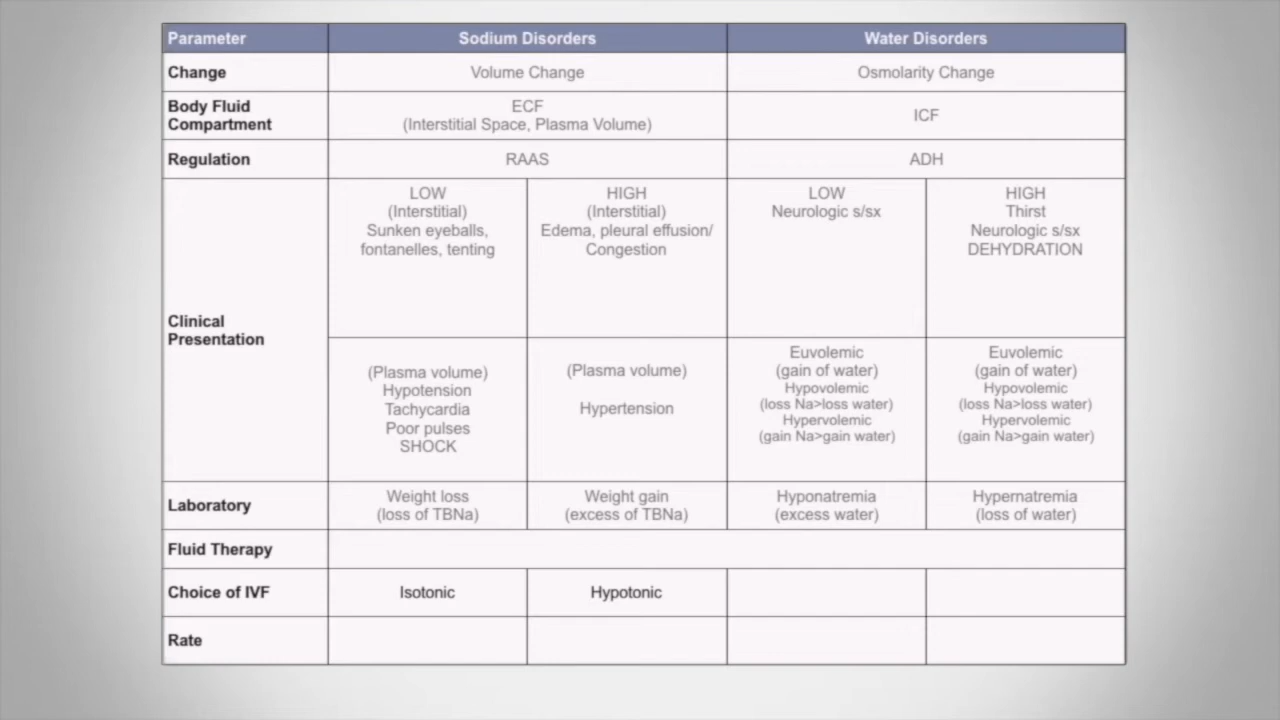 Parameter
Sodium Disorders
Water Disorders
Change
Volume Change
Osmolarity Change
Body Fluid
Compartment
ECF
(Interstitial Space, Plasma Volume)
ICF
Regulation
RAAS
ADH
Clinical
Presentation
LOW
(Interstitial)
Sunken eyeballs,
fontanelles, tenting
HIGH
(Interstitial)
Edema, pleural effusion/
Congestion
LOW
Neurologic s/sx
HIGH
Thirst
Neurologic s/sx
DEHYDRATION
(Plasma volume)
Hypotension
Tachycardia
Poor pulses
SHOCK
(Plasma volume)
Hypertension
Euvolemic
(gain of water)
Hypovolemic
(loss Na>loss water)
Hypervolemic
(gain Na>gain water)
Euvolemic
(gain of water)
Hypovolemic
(loss Na>loss water)
Hypervolemic
(gain Na>gain water)
Laboratory
Weight loss
(loss of TBNa)
Weight gain
(excess of TBNa)
Hyponatremia
(excess water)
Hypernatremia
(loss of water)
Fluid Therapy
Choice of IVF
Isotonic
Hypotonic
Rate